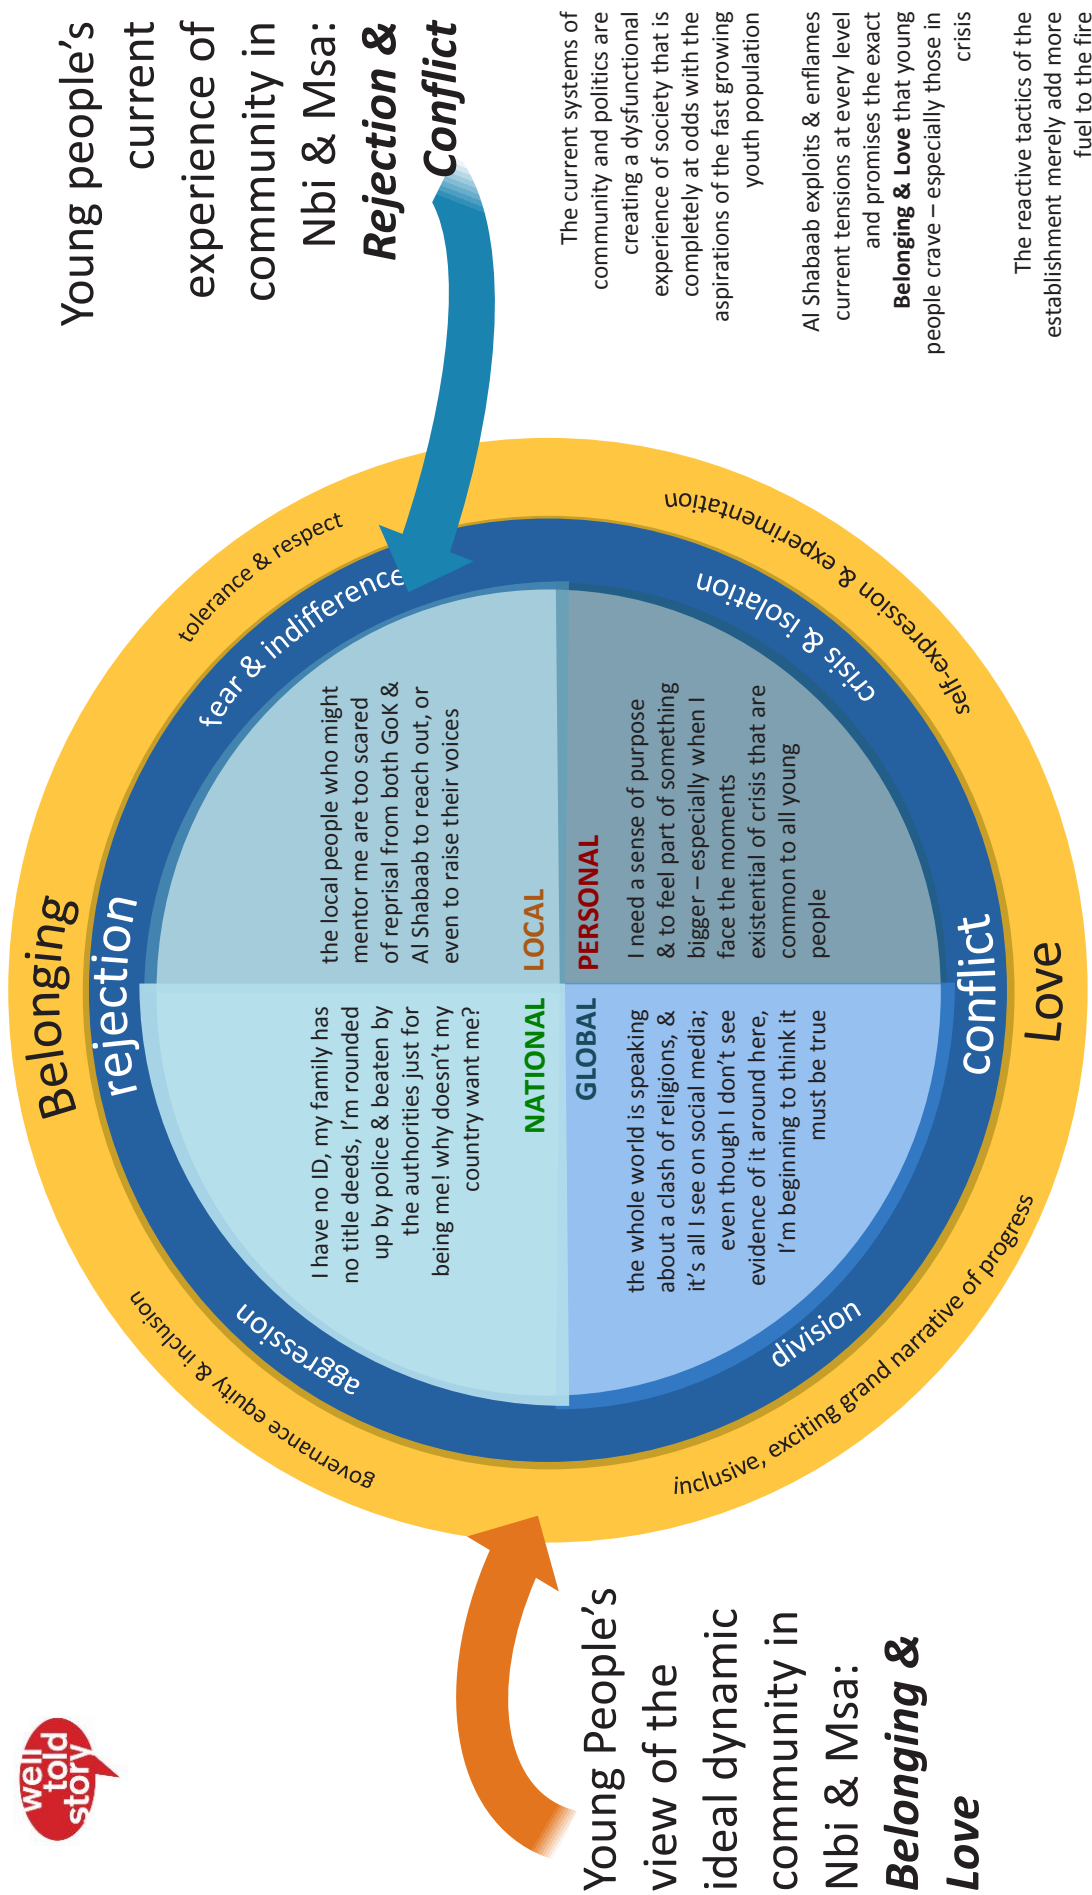 well
told
story
Young People's
view of the
ideal dynamic
community in
Nbi & Msa:
Belonging &
Love
Belonging
rejection
governance equity & inclusion
aggression
tolerance & respect
fear & indifference
I have no ID, my family has
no title deeds, I'm rounded
up by police & beaten by
the authorities just for
being me! why doesn't my
country want me?
NATIONAL
the local people who might
mentor me are too scared
of reprisal from both GoK &
Al Shabaab to reach out, or
even to raise their voices
LOCAL
GLOBAL
the whole world is speaking
about a clash of religions, &
it's all I see on social media;
even though I don't see
evidence of it around here,
I'm beginning to think it
must be true
PERSONAL
I need a sense of purpose
& to feel part of something
bigger – especially when I
face the moments
existential of crisis that are
common to all young
people
division
inclusive, exciting grand narrative of progress
crisis & isolation
self-expression & experimentation
conflict
Love
Young people's
current
experience of
community in
Nbi & Msa:
Rejection &
Conflict
The current systems of
community and politics are
creating a dysfunctional
experience of society that is
completely at odds with the
aspirations of the fast growing
youth population
Al Shabaab exploits & enflames
current tensions at every level
and promises the exact
Belonging & Love that young
people crave – especially those in
crisis
The reactive tactics of the
establishment merely add more
fuel to the fire